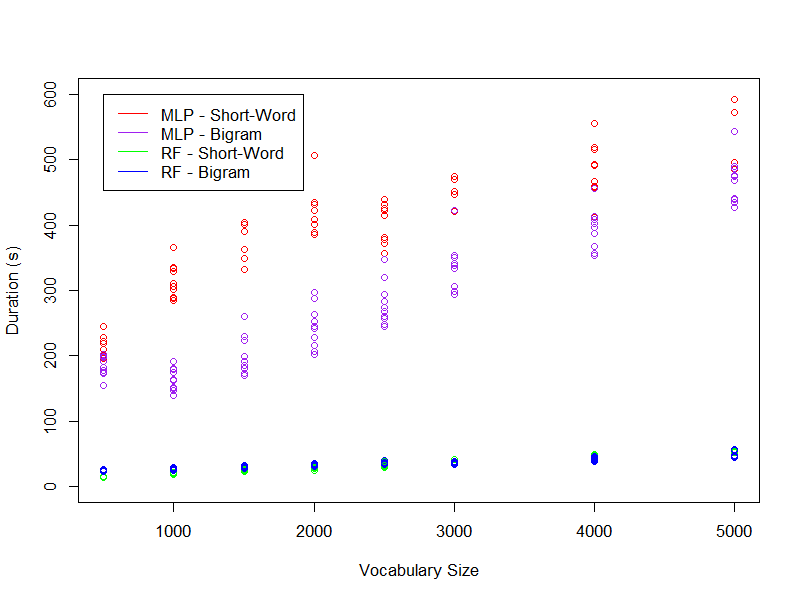 600
500
400
300
200
100
0
Duration (s)
MLP - Short-Word
MLP - Bigram
RF - Short-Word
RF - Bigram
1000 2000 3000 4000 5000
Vocabulary Size